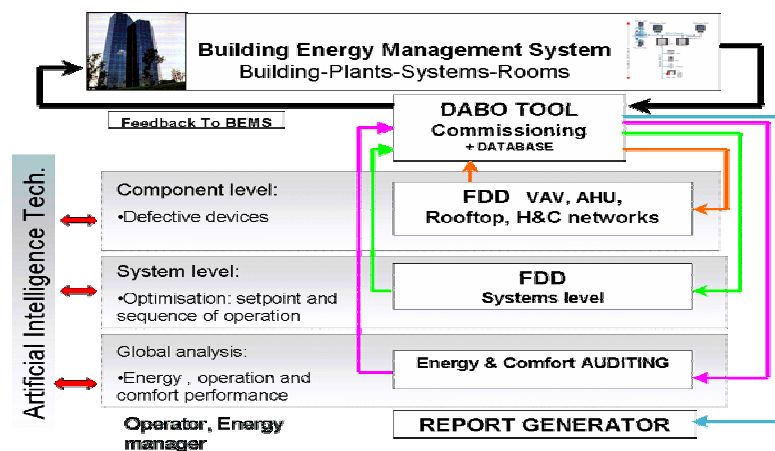 Building Energy Management System
Building-Plants-Systems-Rooms
Feedback To BEMS
DABO TOOL
Commissioning
+ DATABASE
Artificial Intelligence Tech.
Component level:
•Defective devices
FDD VAV, AHU,
Rooftop, H&C networks
System level:
•Optimisation: setpoint and
sequence of operation
FDD
Systems level
Global analysis:
•Energy , operation and
comfort performance
Energy & Comfort AUDITING
Operator, Energy
manager
REPORT GENERATOR